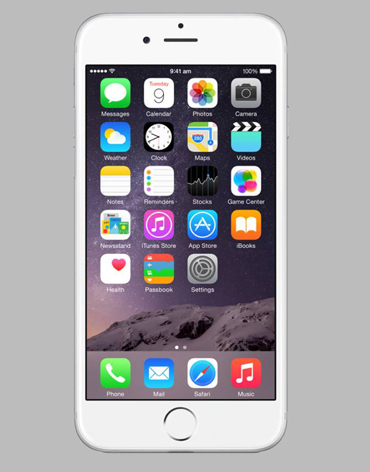 9:41 am 100%
Tuesday
9
Messages Calendar Photos Camera
280
Weather Clock Maps Videos
Notes Reminders Stocks Game Center
Newsstand iTunes Store App Store iBooks
Health Passbook Settings
Phone Mail Safari Music